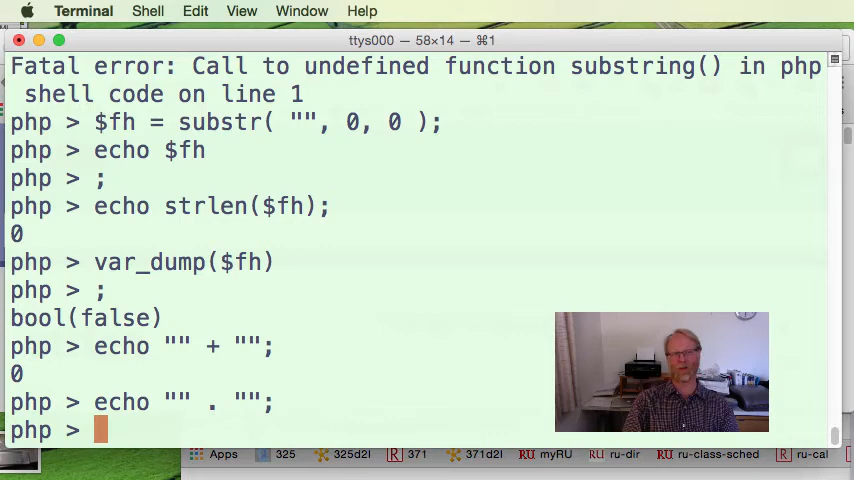 Terminal Shell Edit View Window Help
ttys000 — 58×14 — ⌘1
Fatal error: Call to undefined function substring() in php
shell code on line 1
php > $fh = substr( "", 0, 0 );
php > echo $fh
php > ;
php > echo strlen($fh);
0
php > var_dump($fh)
php > ;
bool(false)
php > echo "" + "";
0
php > echo "" . "";
php >
Apps 325 325d2l R 371 371d2l R myRU RU ru-dir RU ru-class-sched R ru-cal